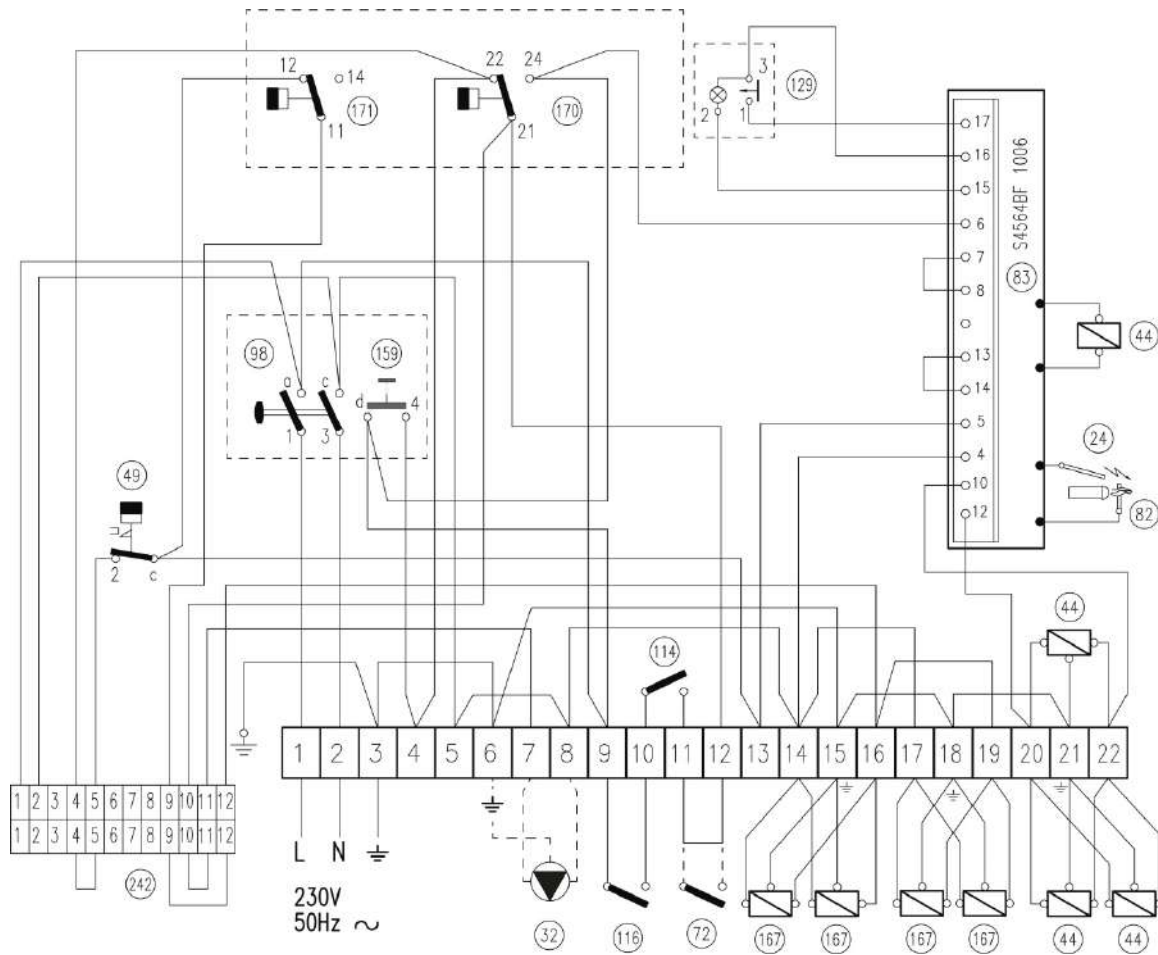 12 14 171 11
22 24 170 21
3 129 2 1
S4564BF 1006
83
17
16
15
6
7
8
13
14
5
4
10
12
44
24
82
98 a c 159 d 4
1 3
49
2 c
44
114
1 2 3 4 5 6 7 8 9 10 11 12 13 14 15 16 17 18 19 20 21 22
1 2 3 4 5 6 7 8 9 10 11 12
1 2 3 4 5 6 7 8 9 10 11 12
242
L N
230V
50Hz ~
32 116 72 167 167 167 167 44 44